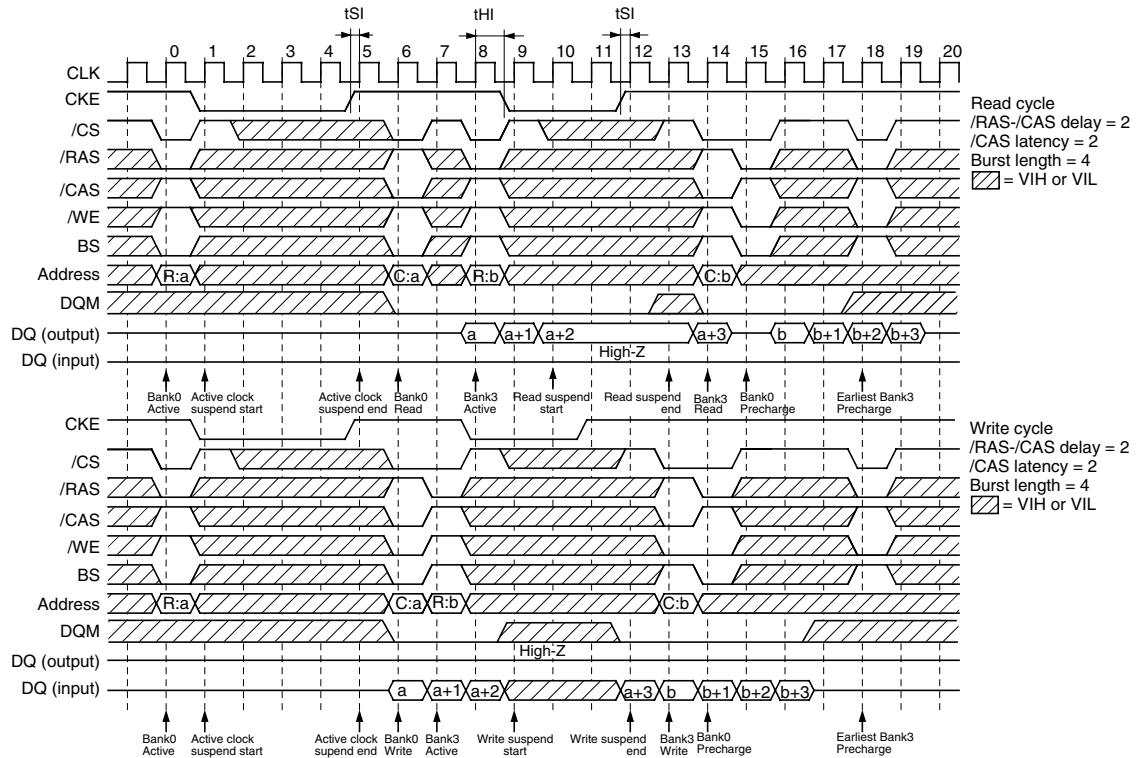 tSI tHI tSI
0 1 2 3 4 5 6 7 8 9 10 11 12 13 14 15 16 17 18 19 20
CLK
CKE
/CS
/RAS
/CAS
/WE
BS
Address R:a C:a R:b C:b
DQM
DQ (output) a a+1 a+2 a+3 b b+1 b+2 b+3
High-Z
DQ (input)
Bank0 Active
Active clock suspend start
Active clock suspend end
Bank0 Read
Bank3 Active
Read suspend start
Read suspend end
Bank3 Read
Bank0 Precharge
Earliest Bank3 Precharge
Read cycle
/RAS-/CAS delay = 2
/CAS latency = 2
Burst length = 4
= VIH or VIL
CKE
/CS
/RAS
/CAS
/WE
BS
Address R:a C:a R:b C:b
DQM
High-Z
DQ (output)
DQ (input) a a+1 a+2 a+3 b b+1 b+2 b+3
Bank0 Active
Active clock suspend start
Active clock supend end
Bank0 Write
Bank3 Active
Write suspend start
Write suspend end
Bank3 Write
Bank0 Precharge
Earliest Bank3 Precharge
Write cycle
/RAS-/CAS delay = 2
/CAS latency = 2
Burst length = 4
= VIH or VIL